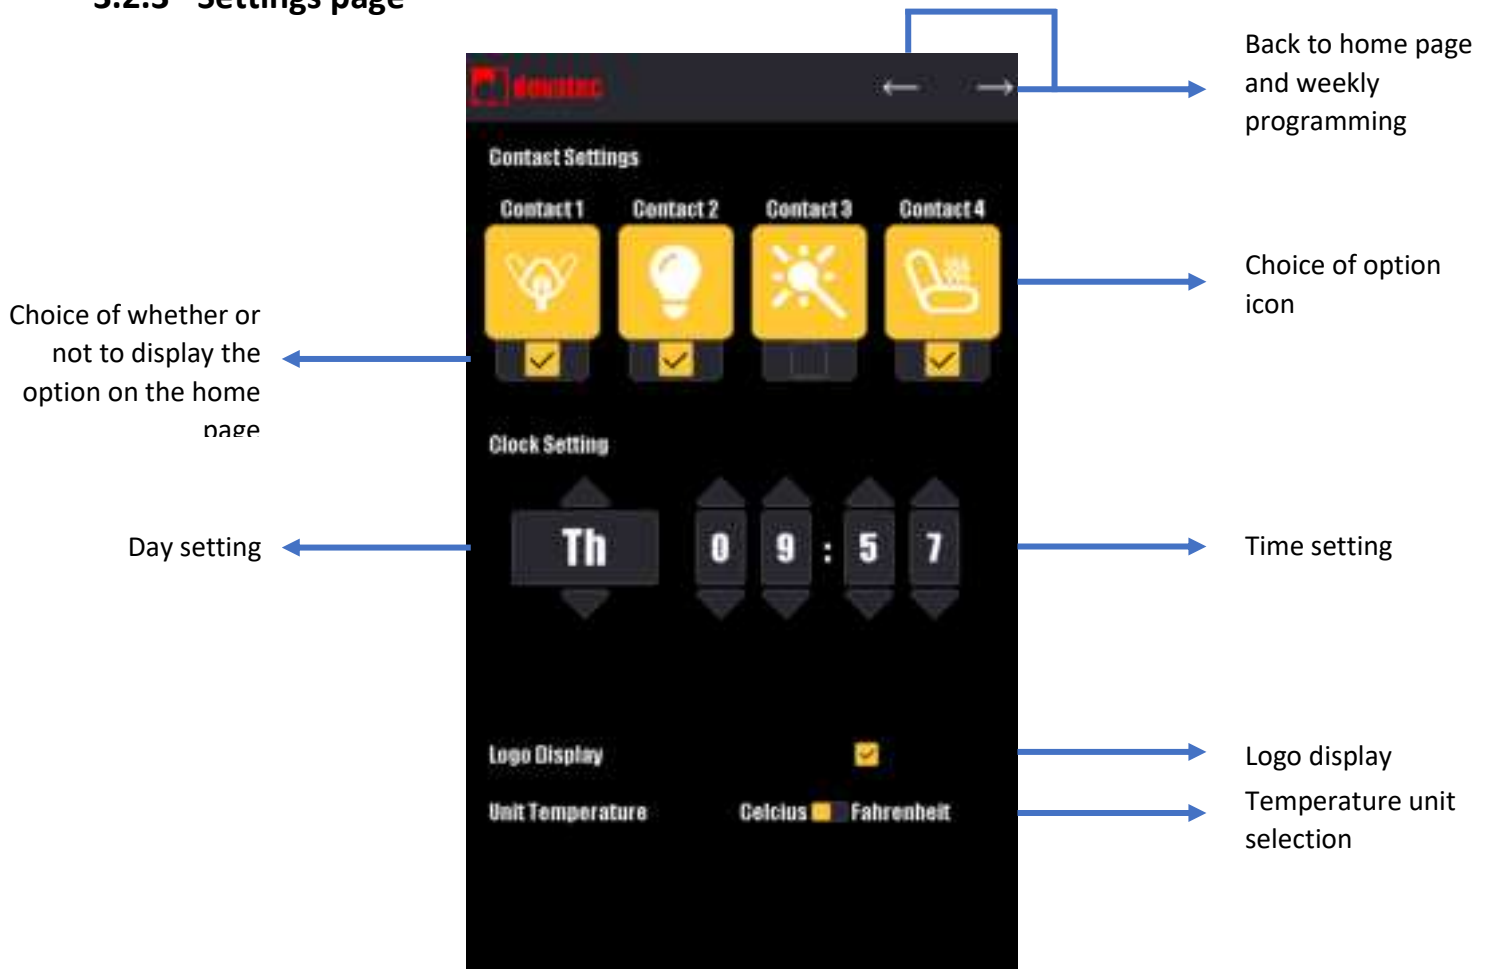 Settings page
Back to home page
and weekly
programming
Contact Settings
Contact 1 Contact 2 Contact 3 Contact 4
Choice of option
icon
Choice of whether or
not to display the
option on the home
page
Clock Setting
Day setting
Th 0 9 : 5 7
Time setting
Logo Display
Logo display
Unit Temperature Celcius Fahrenheit
Temperature unit
selection